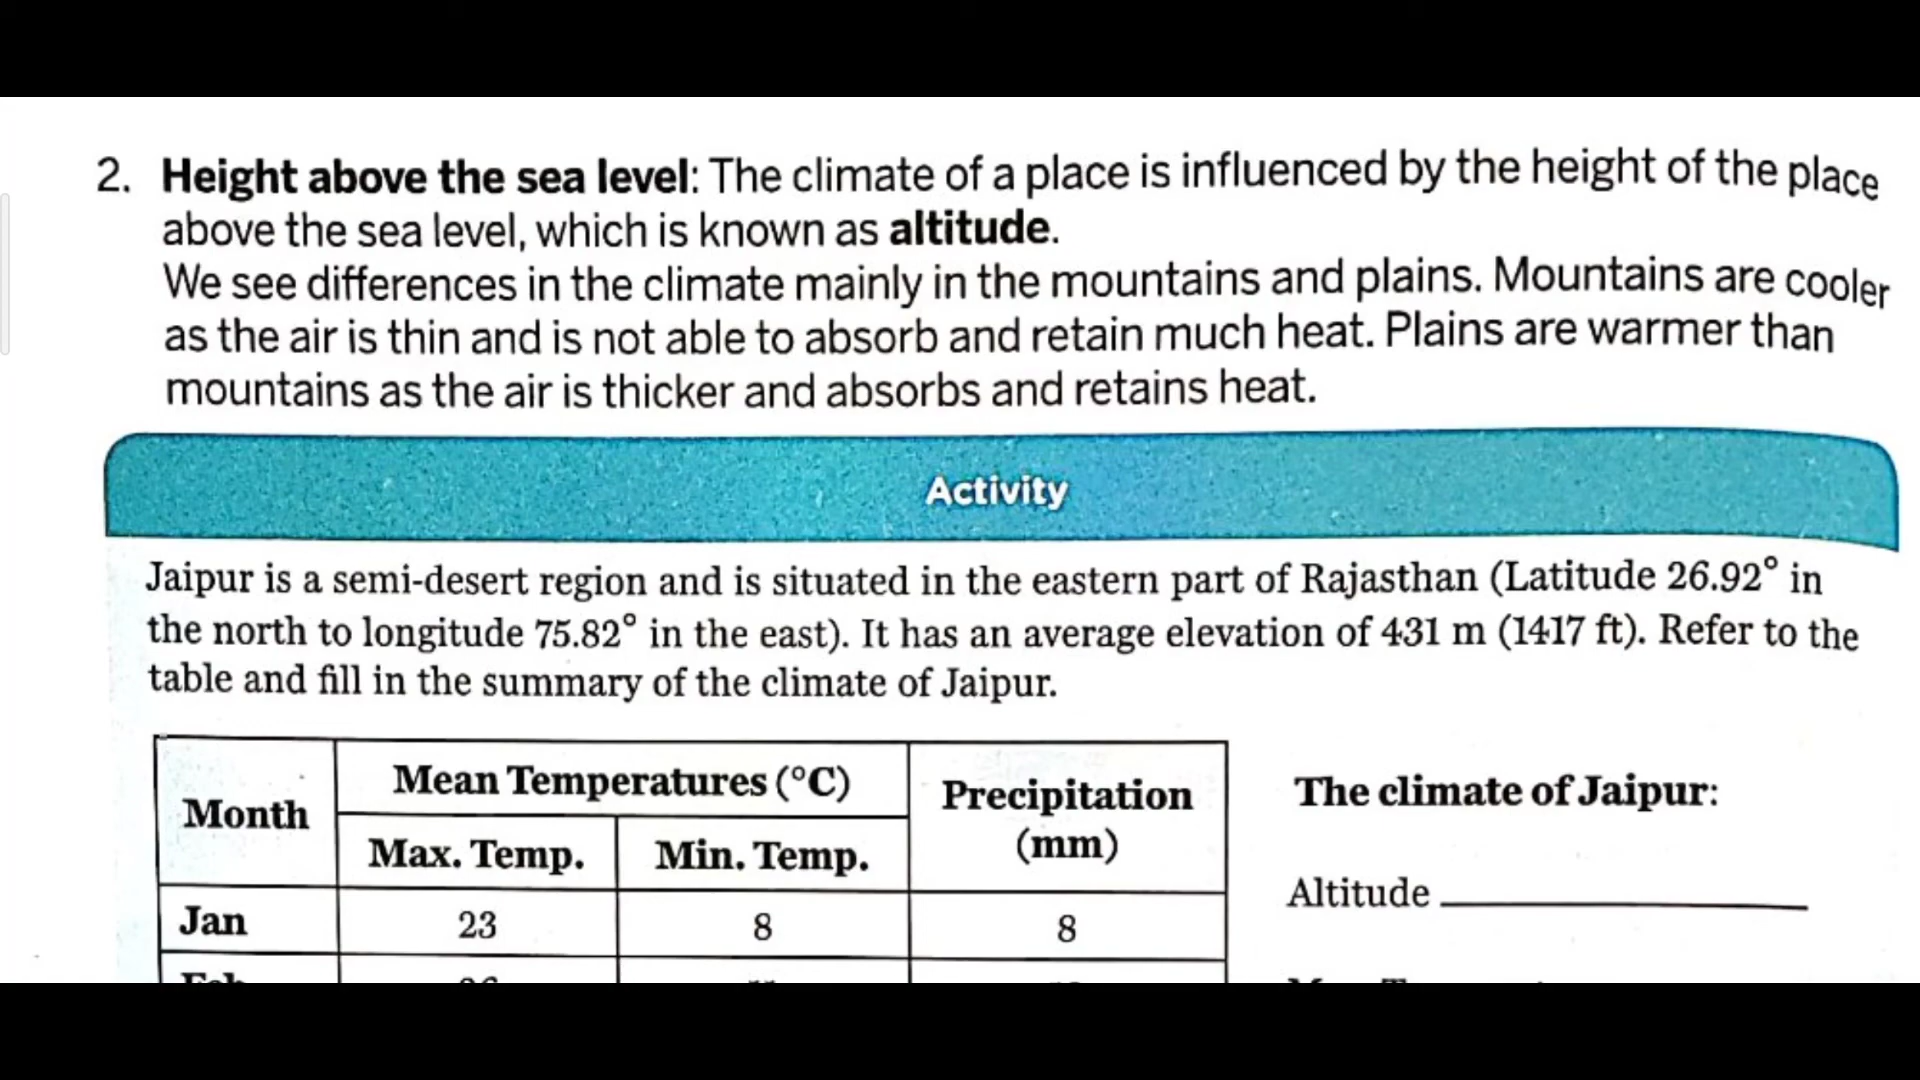 2. Height above the sea level: The climate of a place is influenced by the height of the place
above the sea level, which is known as altitude.
We see differences in the climate mainly in the mountains and plains. Mountains are cooler
as the air is thin and is not able to absorb and retain much heat. Plains are warmer than
mountains as the air is thicker and absorbs and retains heat.
Activity
Jaipur is a semi-desert region and is situated in the eastern part of Rajasthan (Latitude 26.92° in
the north to longitude 75.82° in the east). It has an average elevation of 431 m (1417 ft). Refer to the
table and fill in the summary of the climate of Jaipur.
Month
Mean Temperatures (°C)
Max. Temp. Min. Temp.
Precipitation
(mm)
Jan 23 8 8
The climate of Jaipur:
Altitude